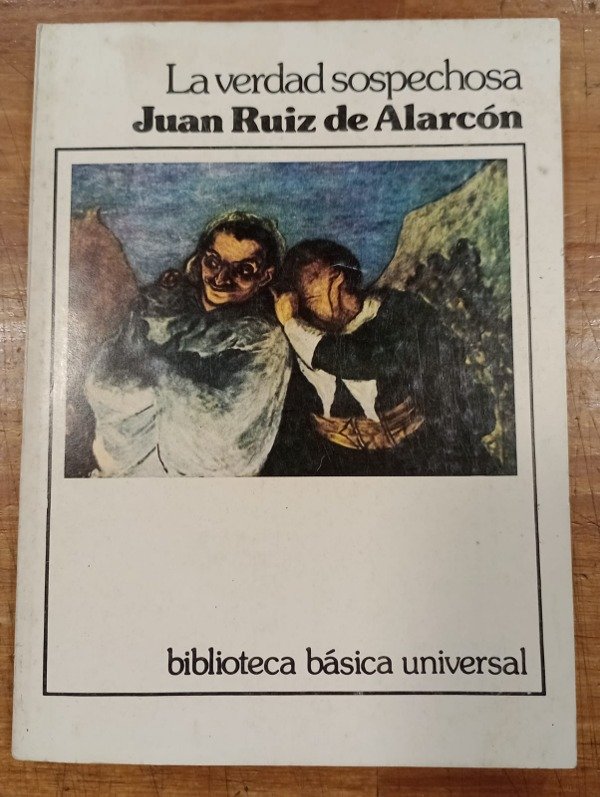 La verdad sospechosa
Juan Ruiz de Alarcón
biblioteca básica universal